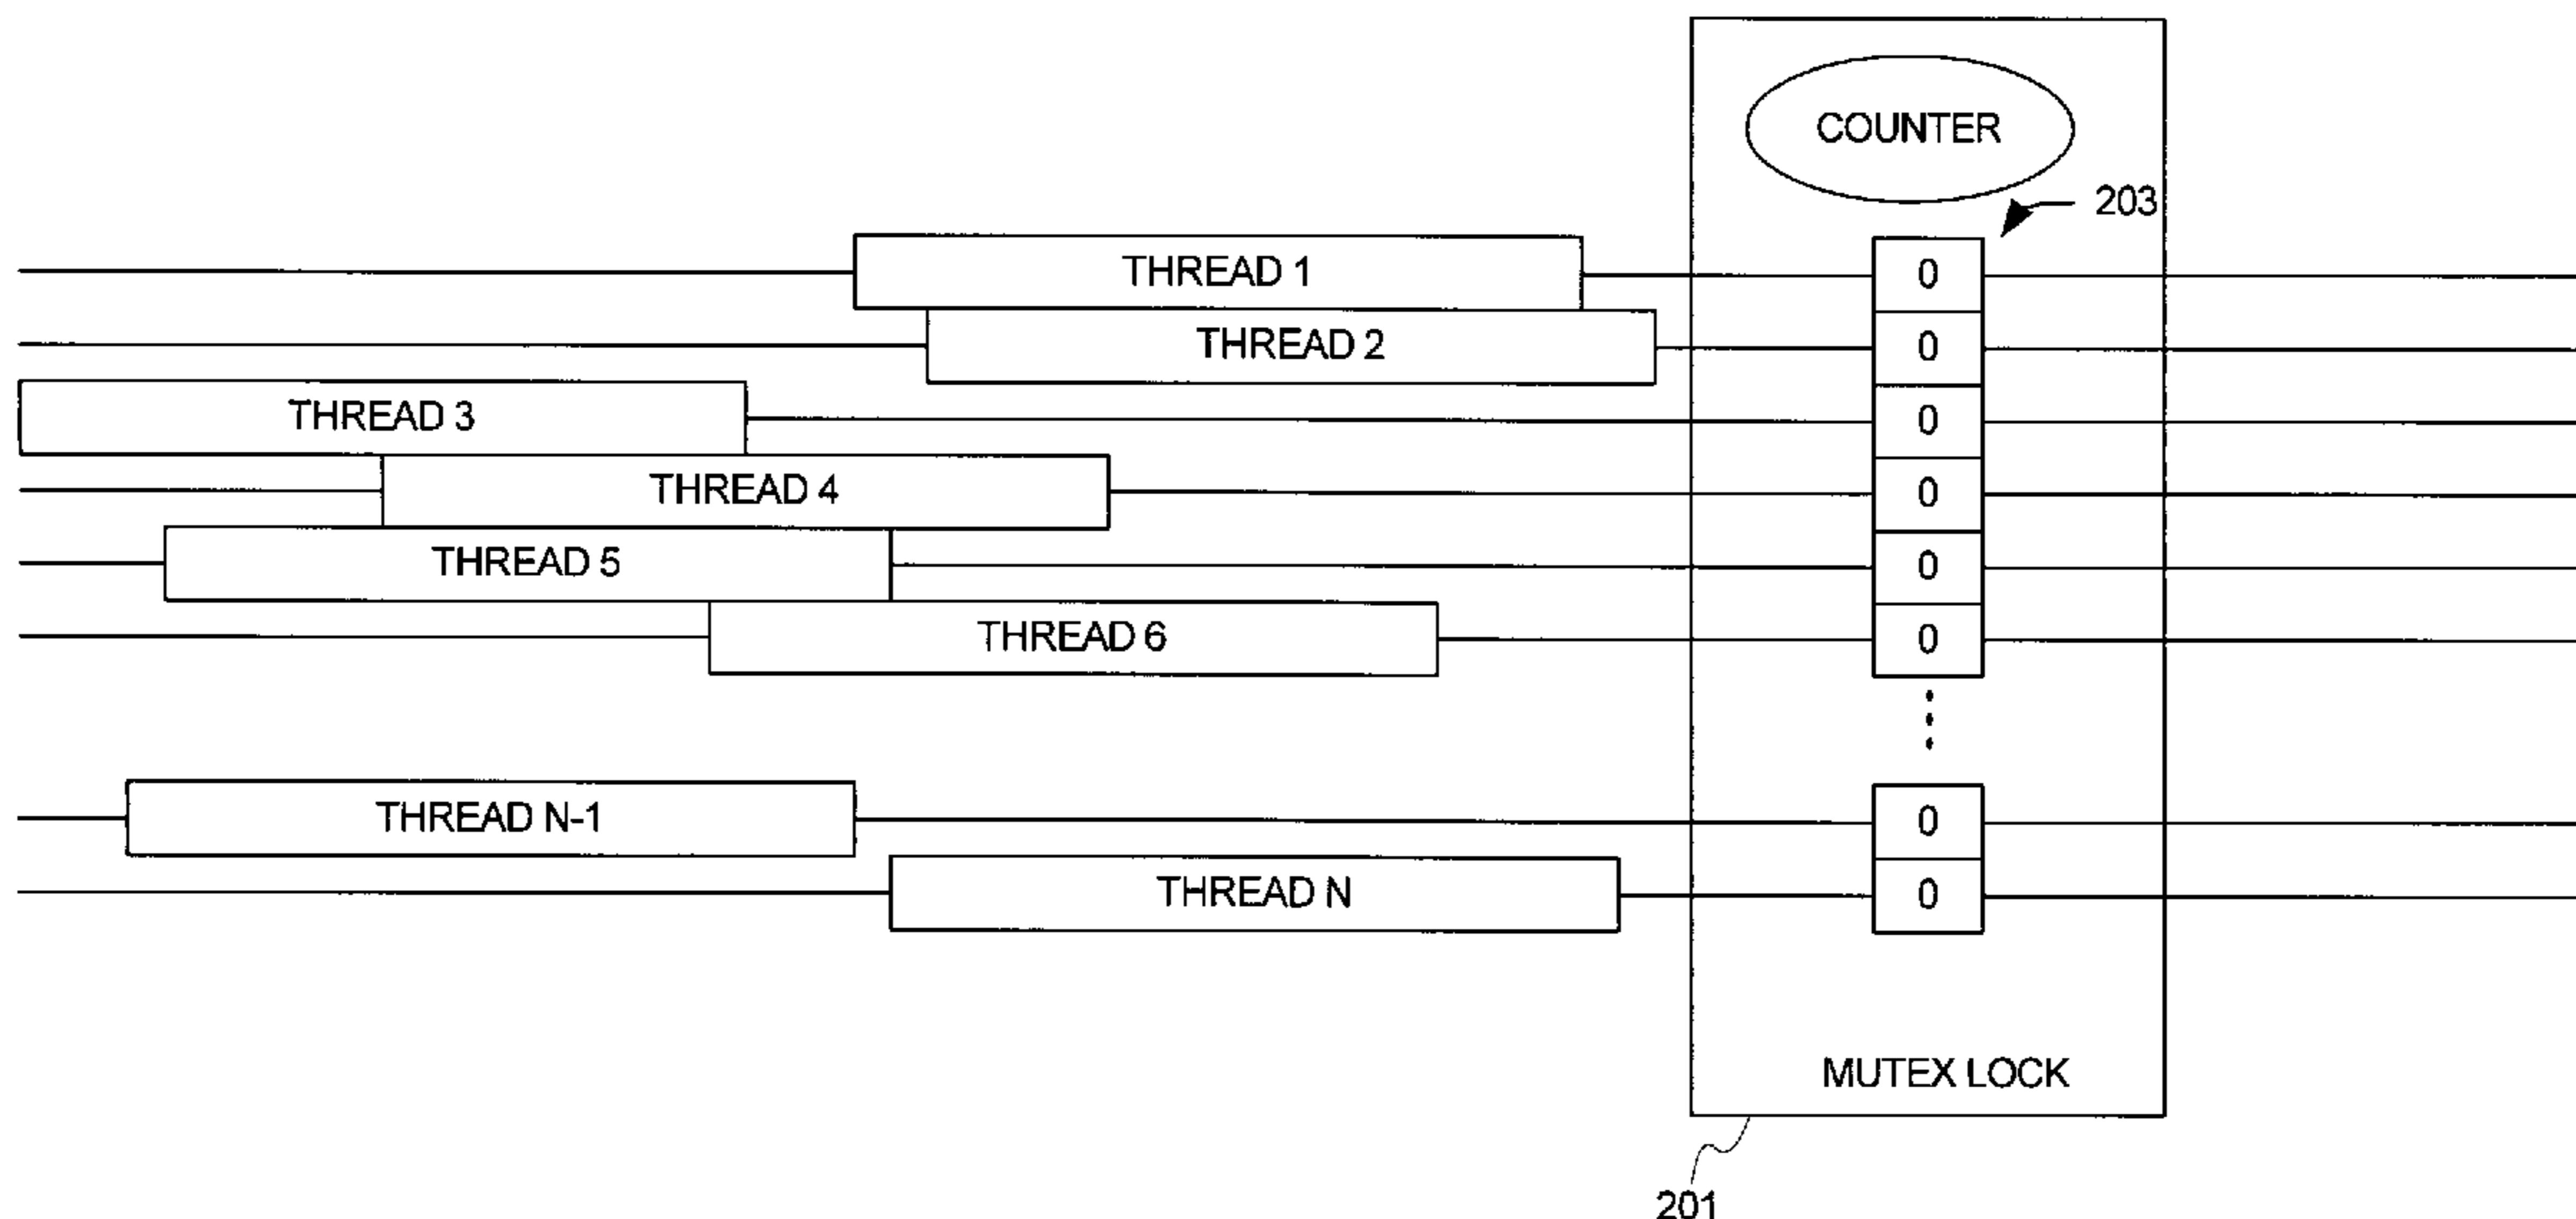 COUNTER
203
THREAD 1 0
THREAD 2 0
THREAD 3 0
THREAD 4 0
THREAD 5 0
THREAD 6 0
THREAD N-1 0
THREAD N 0
MUTEX LOCK
201